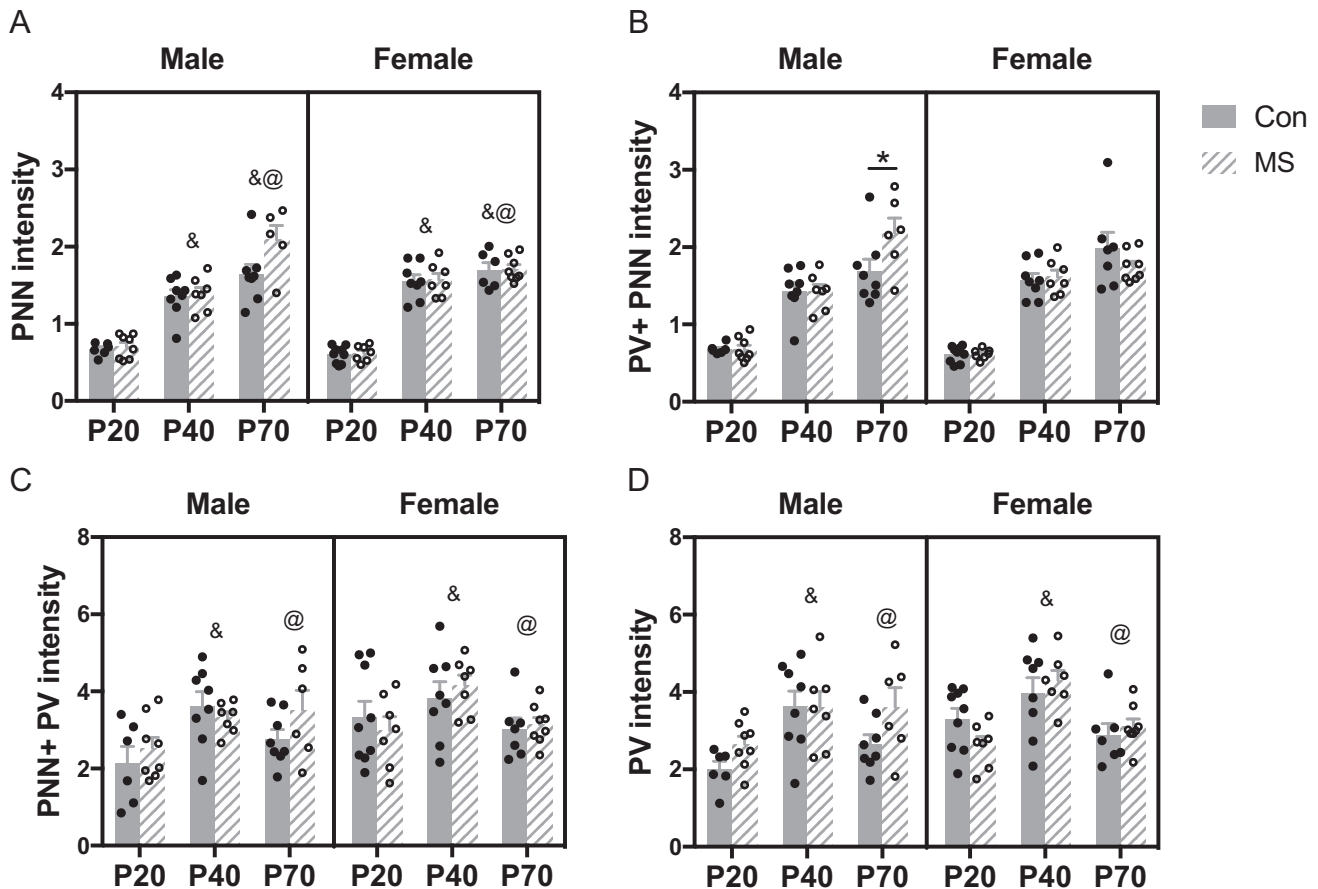 A
Male Female
PNN intensity
4
3
2
1
0
& &@ & &@
P20 P40 P70 P20 P40 P70
B
Male Female
PV+ PNN intensity
4
3
2
1
0
*
P20 P40 P70 P20 P40 P70
Con
MS
C
Male Female
PNN+ PV intensity
8
6
4
2
0
& @ & @
P20 P40 P70 P20 P40 P70
D
Male Female
PV intensity
8
6
4
2
0
& @ & @
P20 P40 P70 P20 P40 P70